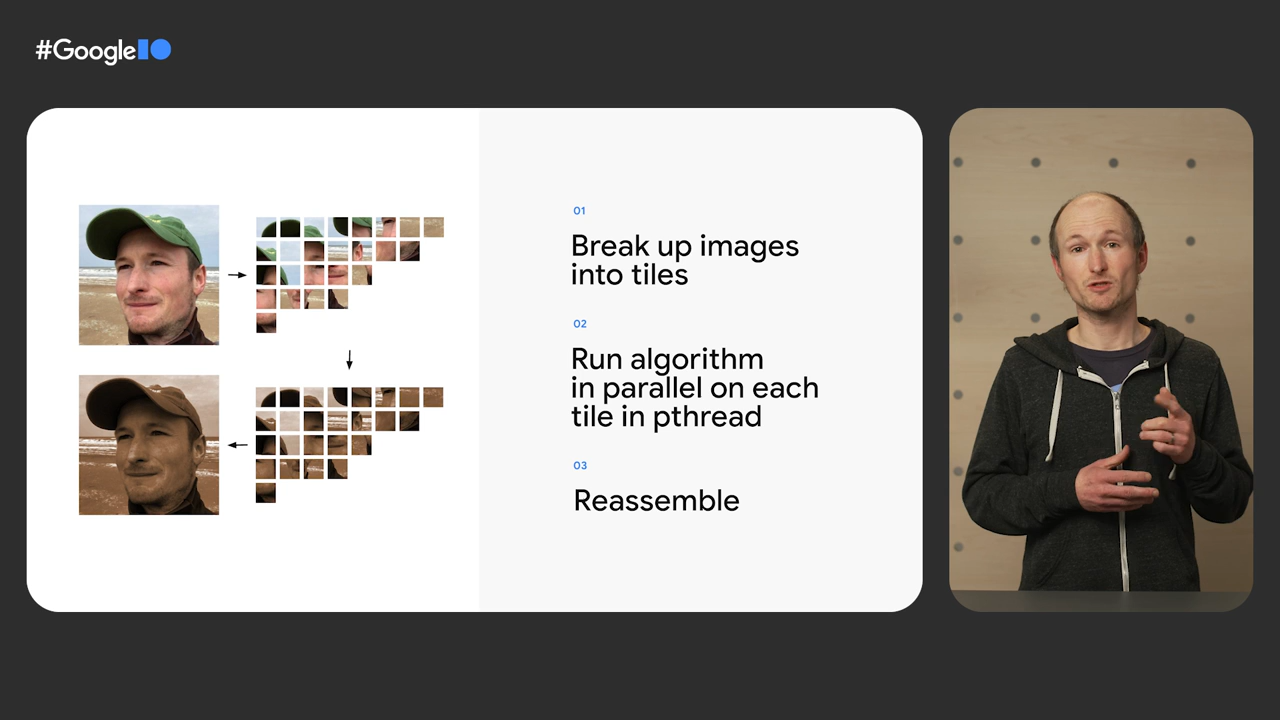 #GoogleIO
01
Break up images
into tiles
02
Run algorithm
in parallel on each
tile in pthread
03
Reassemble